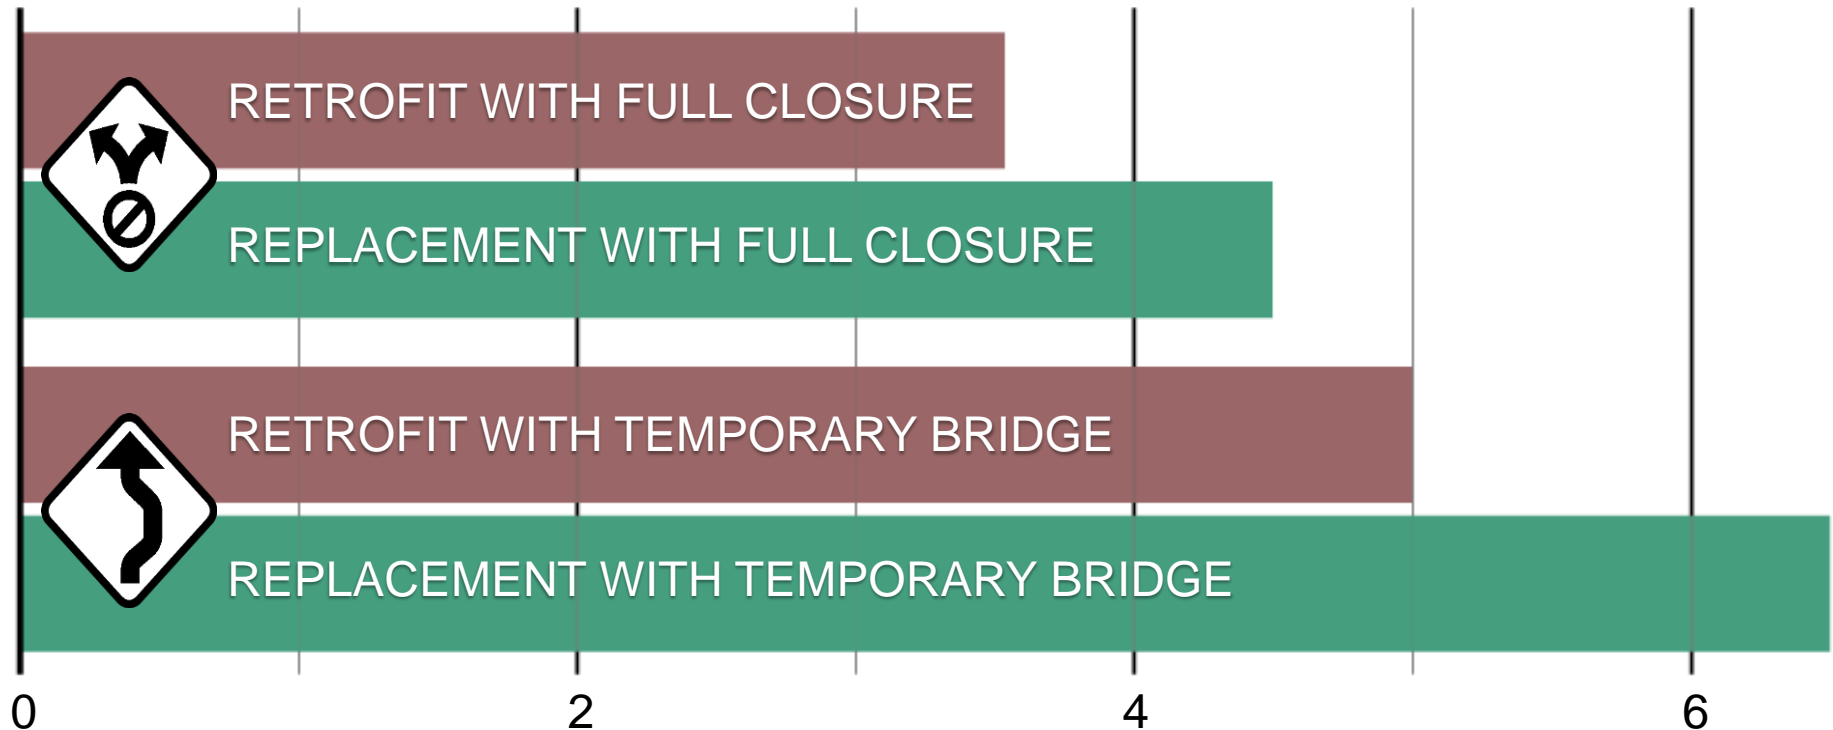 RETROFIT WITH FULL CLOSURE
REPLACEMENT WITH FULL CLOSURE
RETROFIT WITH TEMPORARY BRIDGE
REPLACEMENT WITH TEMPORARY BRIDGE
0 2 4 6